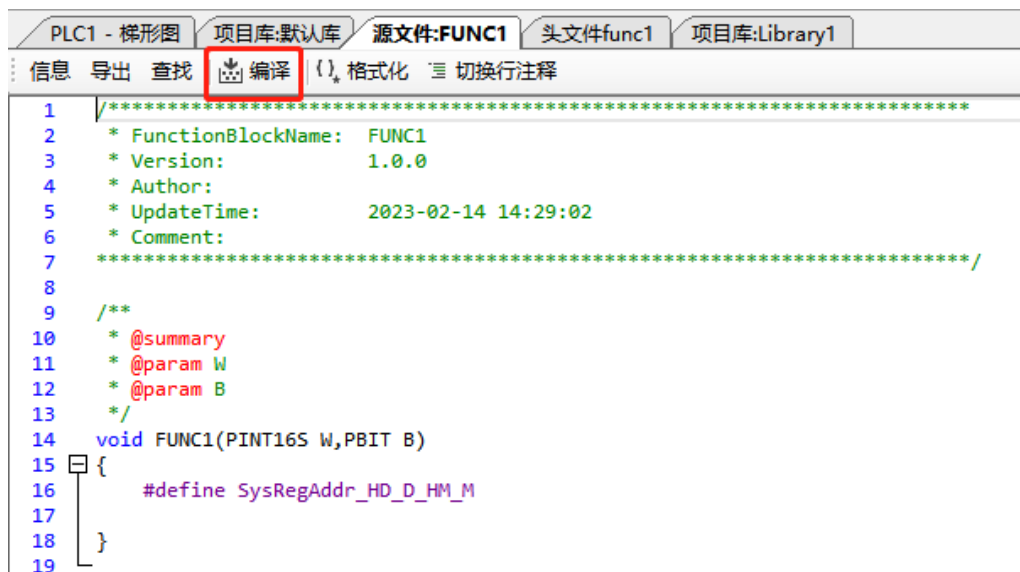 PLC1 - 梯形图 项目库:默认库 源文件:FUNC1 头文件func1 项目库:Library1
信息 导出 查找 编译 格式化 切换行注释
1 /**************************************************************************
2 * FunctionBlockName: FUNC1
3 * Version: 1.0.0
4 * Author:
5 * UpdateTime: 2023-02-14 14:29:02
6 * Comment:
7 **************************************************************************/
8
9 /**
10 * @summary
11 * @param W
12 * @param B
13 */
14 void FUNC1(PINT16S W,PBIT B)
15 {
16 #define SysRegAddr_HD_D_HM_M
17
18 }
19